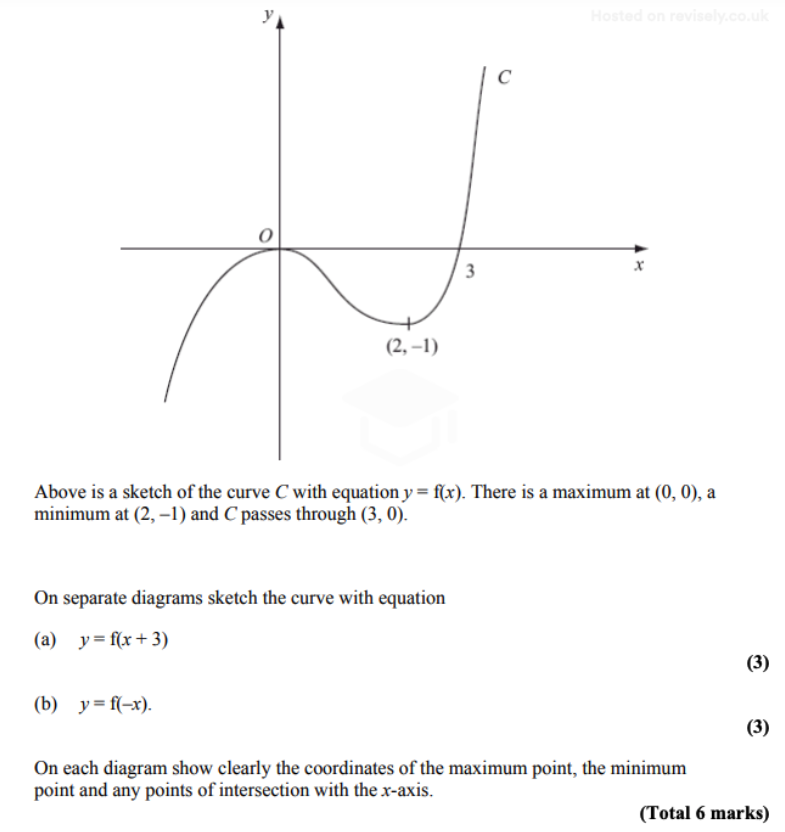 Hosted on revisely.co.uk
y
C
O
3
x
(2, –1)
Above is a sketch of the curve C with equation y = f(x). There is a maximum at (0, 0), a
minimum at (2, –1) and C passes through (3, 0).
On separate diagrams sketch the curve with equation
(a) y = f(x + 3)
(3)
(b) y = f(–x).
(3)
On each diagram show clearly the coordinates of the maximum point, the minimum
point and any points of intersection with the x-axis.
(Total 6 marks)